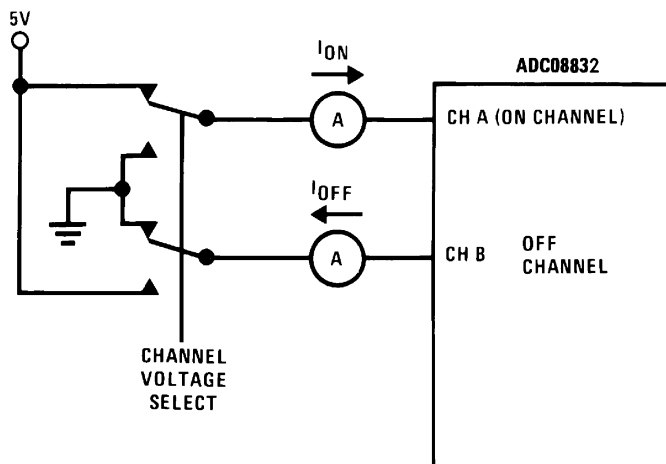 5V
ION
ADC08832
A
CH A (ON CHANNEL)
IOFF
A
CH B
OFF
CHANNEL
CHANNEL
VOLTAGE
SELECT